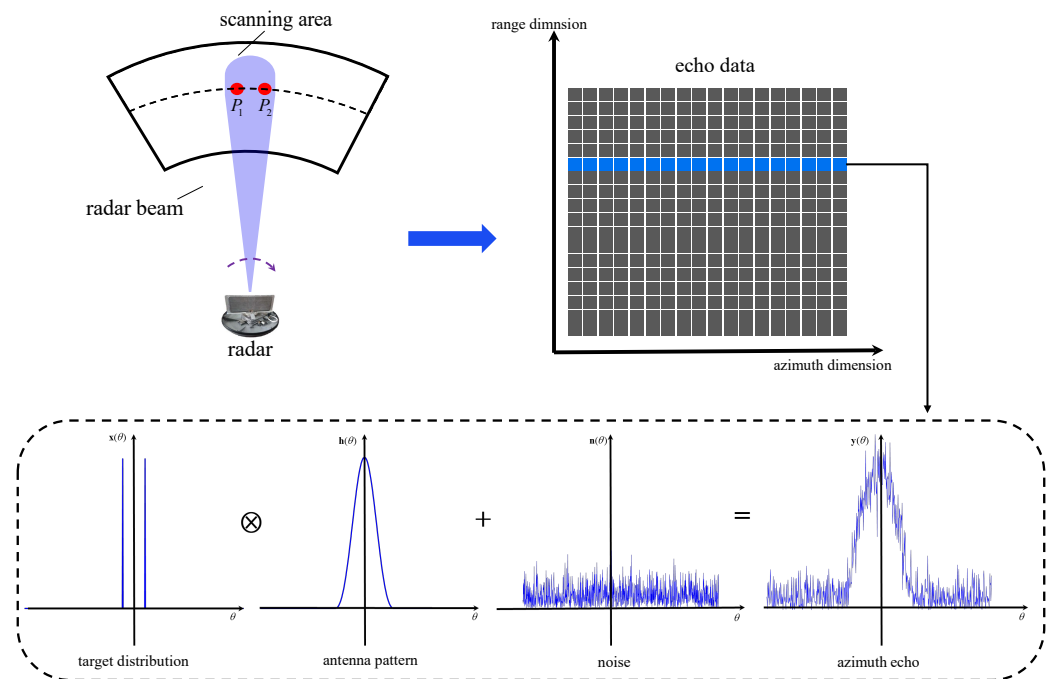 scanning area
P1 P2
radar beam
radar
range dimnsion
echo data
azimuth dimension
x(θ)
h(θ)
n(θ)
y(θ)
⊗
+
=
θ
θ
θ
θ
target distribution
antenna pattern
noise
azimuth echo